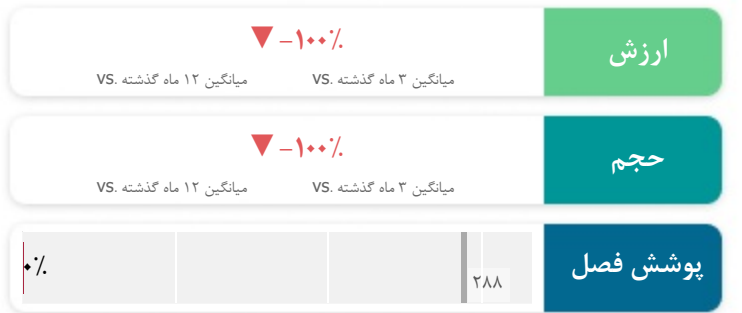 ارزش
▼ -۱۰۰٪
میانگین ۳ ماه گذشته .VS میانگین ۱۲ ماه گذشته .VS
حجم
▼ -۱۰۰٪
میانگین ۳ ماه گذشته .VS میانگین ۱۲ ماه گذشته .VS
پوشش فصل
۲۸۸
۰٪